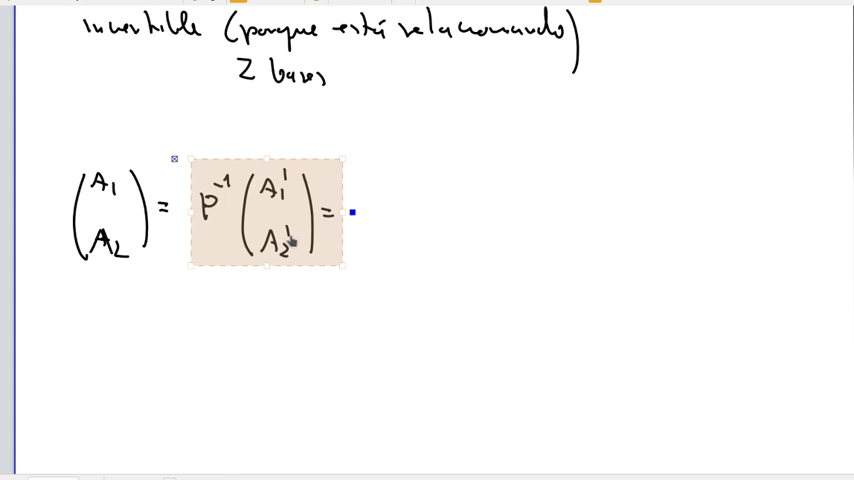 invertible (porque está relacionando)
2 bases
(A₁ A₂) = P⁻¹ (A₁' A₂') =